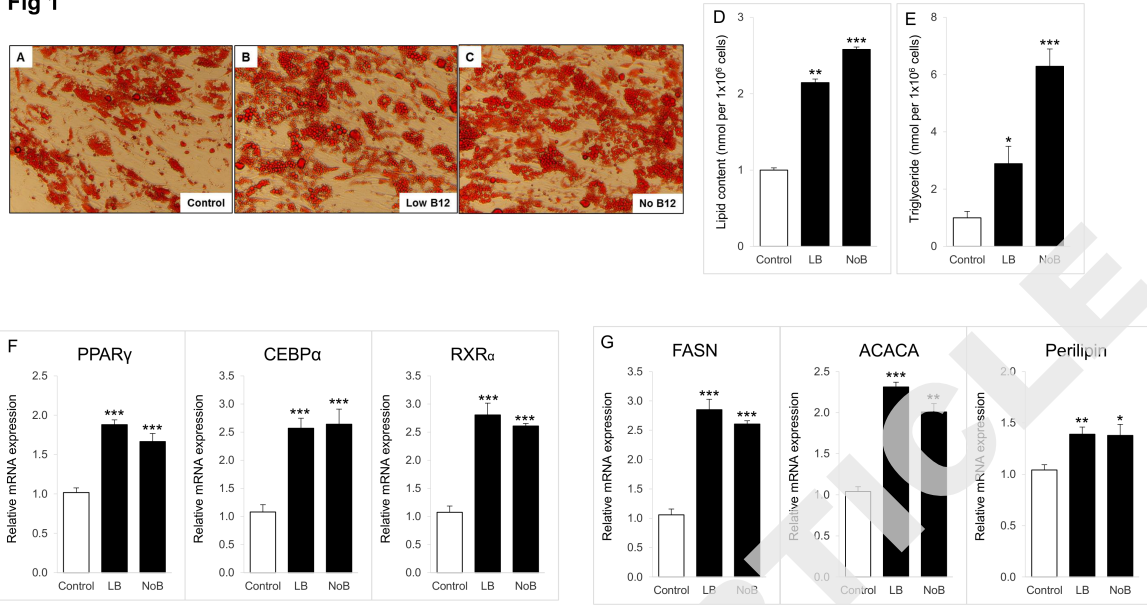 Fig 1
A
Control
B
Low B12
C
No B12
D
Lipid content (nmol per 1x10⁶ cells)
3
2
1
0
**
***
Control LB NoB
E
Triglyceride (nmol per 1x10⁶ cells)
8
6
4
2
0
*
***
Control LB NoB
F
PPARγ
Relative mRNA expression
2.5
2.0
1.5
1.0
0.5
0.0
***
***
Control LB NoB
CEBPα
Relative mRNA expression
3.5
3.0
2.5
2.0
1.5
1.0
0.5
0.0
***
***
Control LB NoB
RXRα
Relative mRNA expression
3.5
3.0
2.5
2.0
1.5
1.0
0.5
0.0
***
***
Control LB NoB
G
FASN
Relative mRNA expression
3.5
3.0
2.5
2.0
1.5
1.0
0.5
0.0
***
***
Control LB NoB
ACACA
Relative mRNA expression
2.5
2.0
1.5
1.0
0.5
0.0
***
**
Control LB NoB
Perilipin
Relative mRNA expression
2.0
1.5
1.0
0.5
0.0
**
*
Control LB NoB
RTICLE